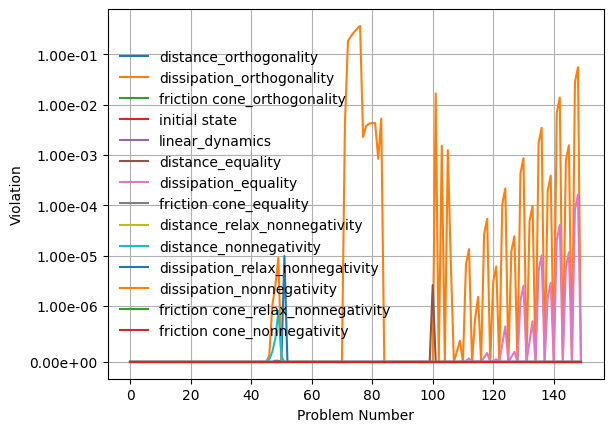 1.00e-01
1.00e-02
1.00e-03
1.00e-04
1.00e-05
1.00e-06
0.00e+00
Violation
distance_orthogonality
dissipation_orthogonality
friction cone_orthogonality
initial state
linear_dynamics
distance_equality
dissipation_equality
friction cone_equality
distance_relax_nonnegativity
distance_nonnegativity
dissipation_relax_nonnegativity
dissipation_nonnegativity
friction cone_relax_nonnegativity
friction cone_nonnegativity
0 20 40 60 80 100 120 140
Problem Number